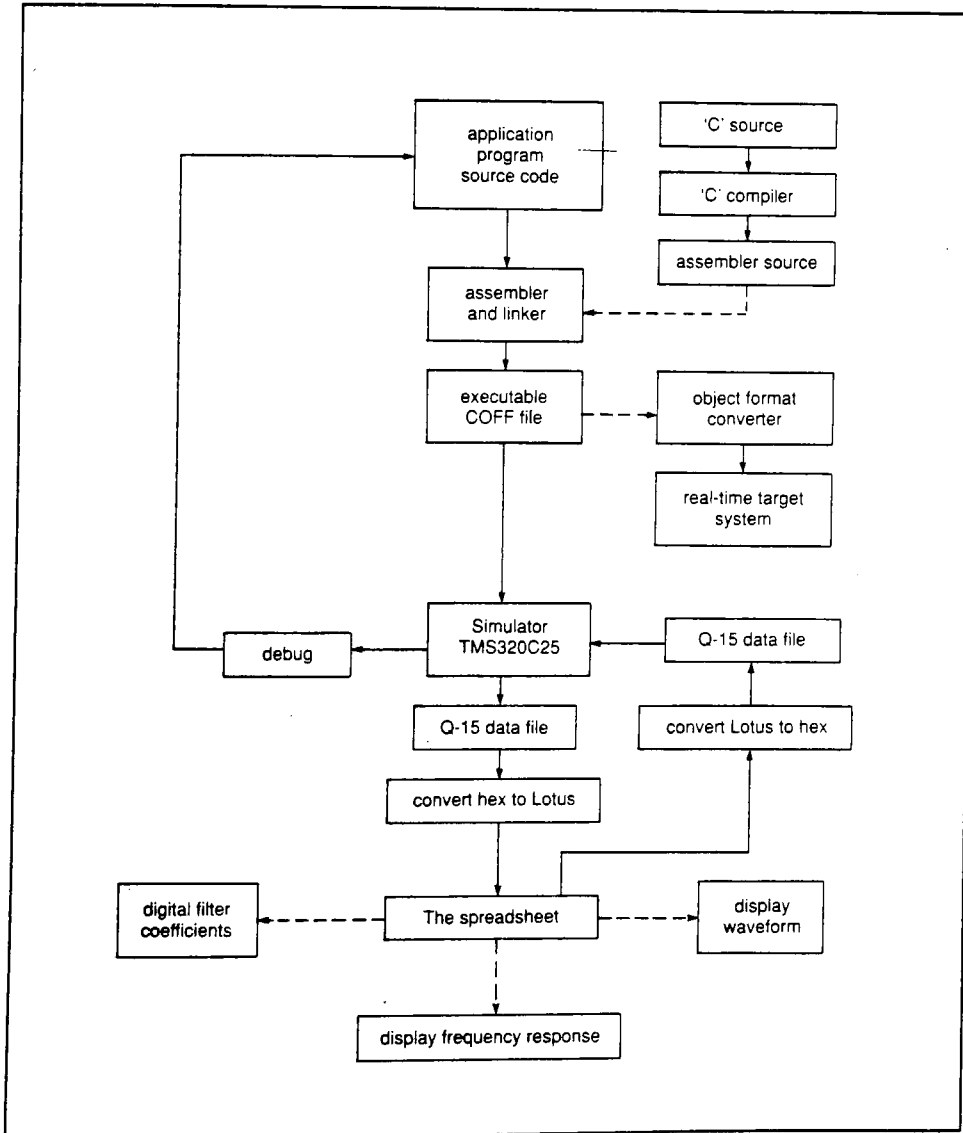 application
program
source code
'C' source
'C' compiler
assembler source
assembler
and linker
executable
COFF file
object format
converter
real-time target
system
Simulator
TMS320C25
Q-15 data file
debug
Q-15 data file
convert Lotus to hex
convert hex to Lotus
digital filter
coefficients
The spreadsheet
display
waveform
display frequency response